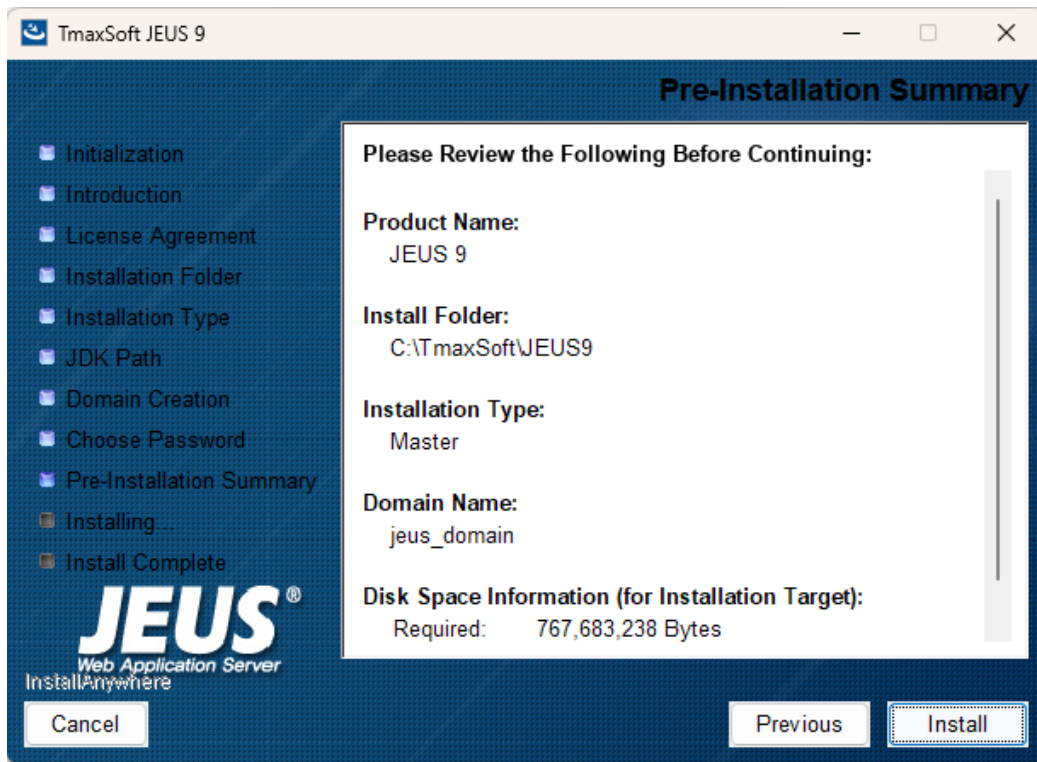 TmaxSoft JEUS 9
Pre-Installation Summary
Initialization
Introduction
License Agreement
Installation Folder
Installation Type
JDK Path
Domain Creation
Choose Password
Pre-Installation Summary
Installing...
Install Complete
JEUS®
Web Application Server
InstallAnywhere
Please Review the Following Before Continuing:
Product Name:
JEUS 9
Install Folder:
C:\TmaxSoft\JEUS9
Installation Type:
Master
Domain Name:
jeus_domain
Disk Space Information (for Installation Target):
Required: 767,683,238 Bytes
Cancel
Previous
Install